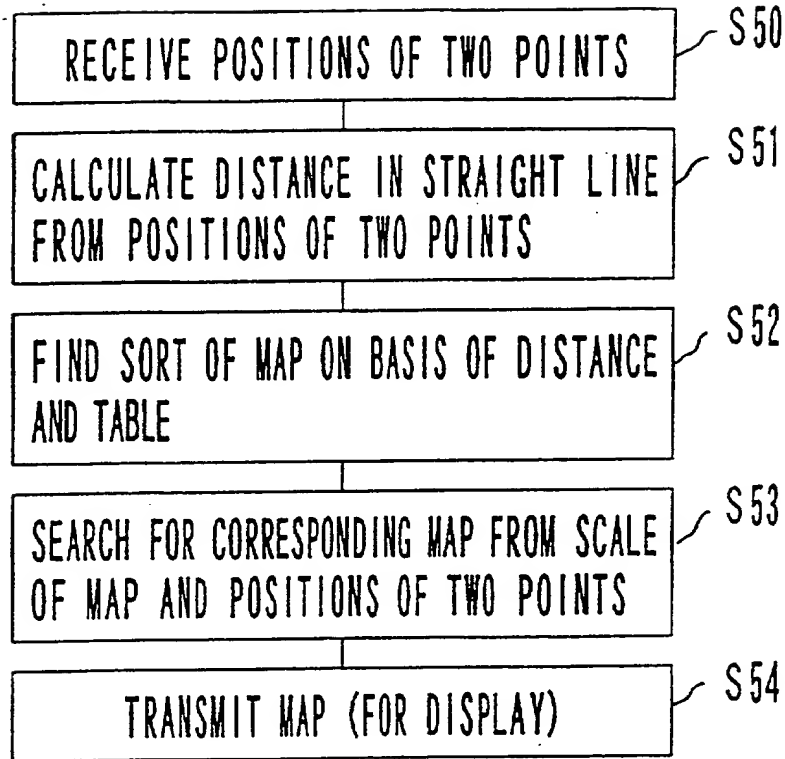 RECEIVE POSITIONS OF TWO POINTS
S50
CALCULATE DISTANCE IN STRAIGHT LINE
FROM POSITIONS OF TWO POINTS
S51
FIND SORT OF MAP ON BASIS OF DISTANCE
AND TABLE
S52
SEARCH FOR CORRESPONDING MAP FROM SCALE
OF MAP AND POSITIONS OF TWO POINTS
S53
TRANSMIT MAP (FOR DISPLAY)
S54